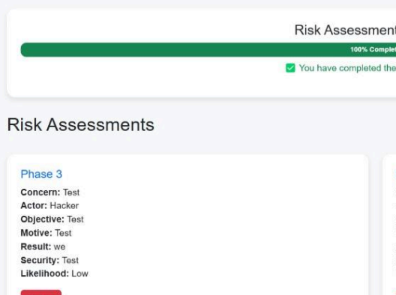 Risk Assessment
100% Complet
You have completed the
Risk Assessments
Phase 3
Concern: Test
Actor: Hacker
Objective: Test
Motive: Test
Result: we
Security: Test
Likelihood: Low